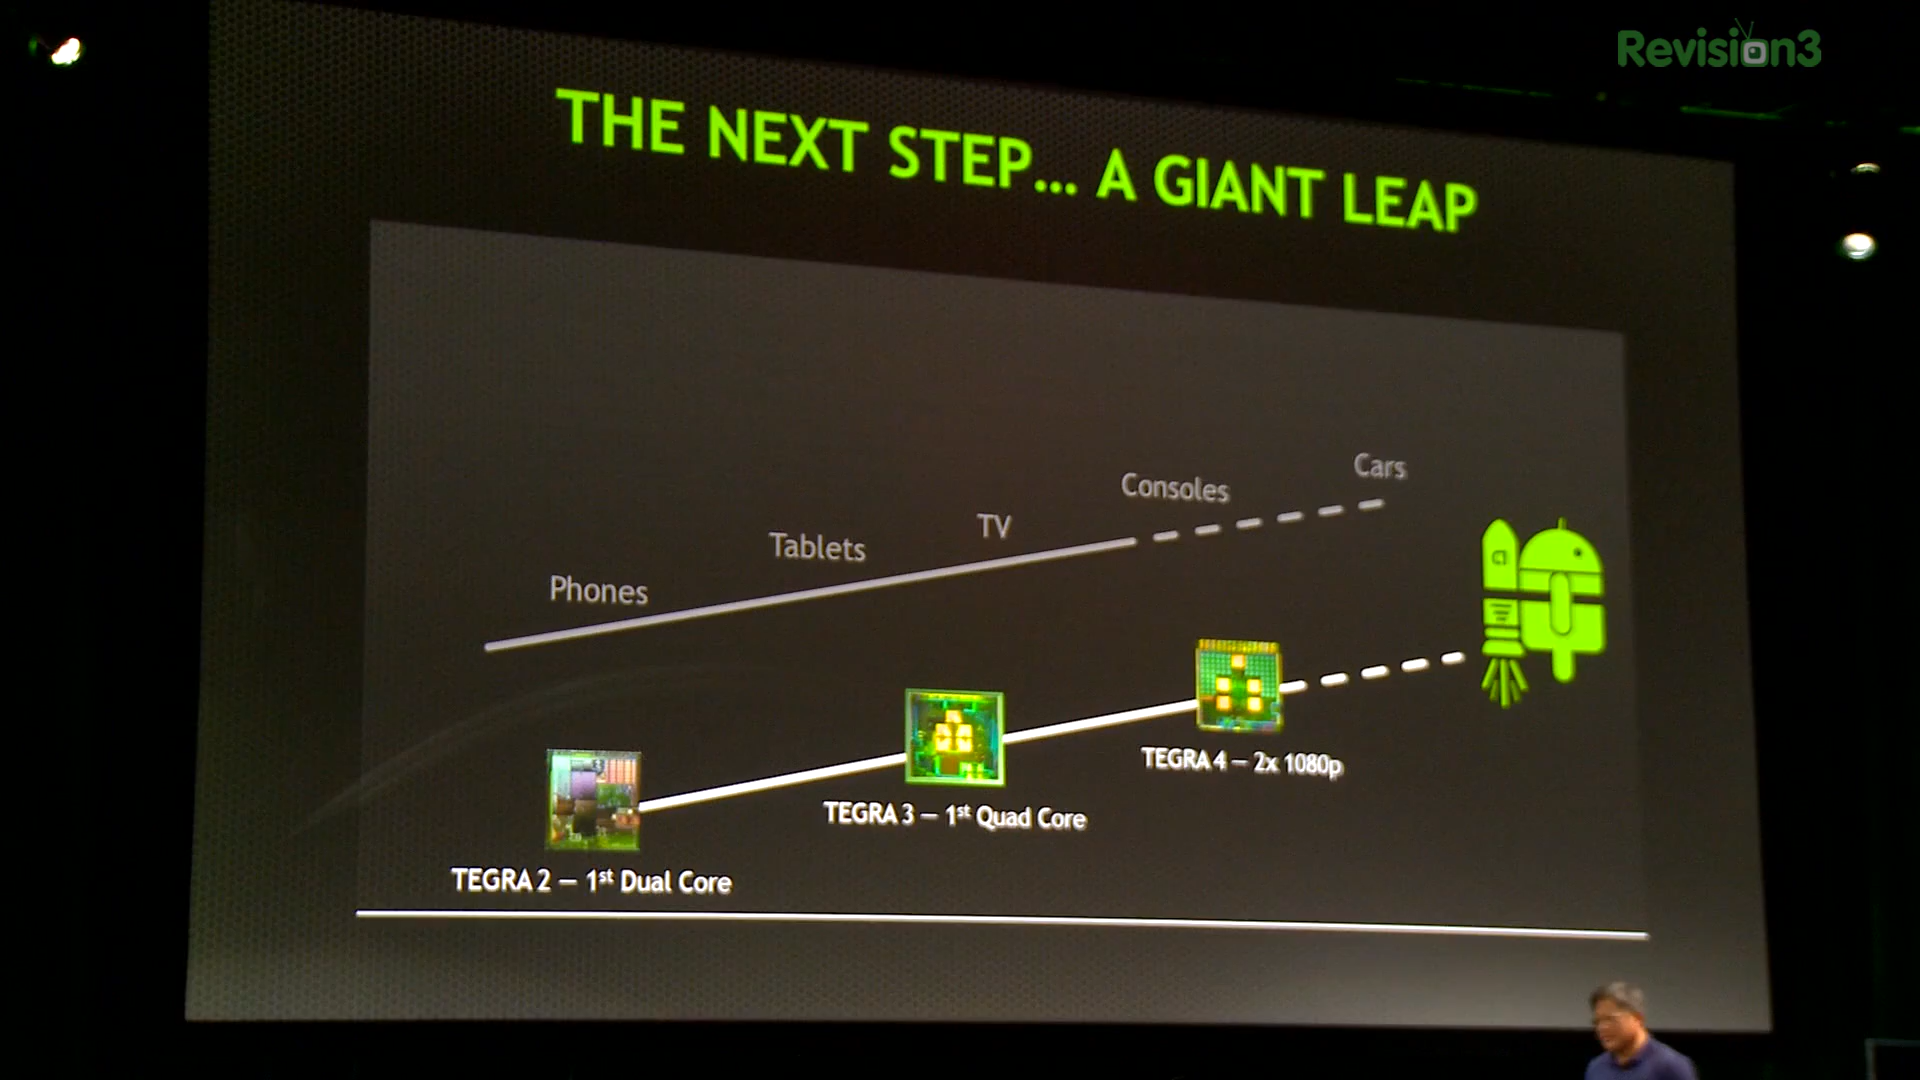 Revision3
THE NEXT STEP... A GIANT LEAP
Cars
Consoles
TV
Tablets
Phones
TEGRA 4 – 2x 1080p
TEGRA 3 – 1st Quad Core
TEGRA 2 – 1st Dual Core